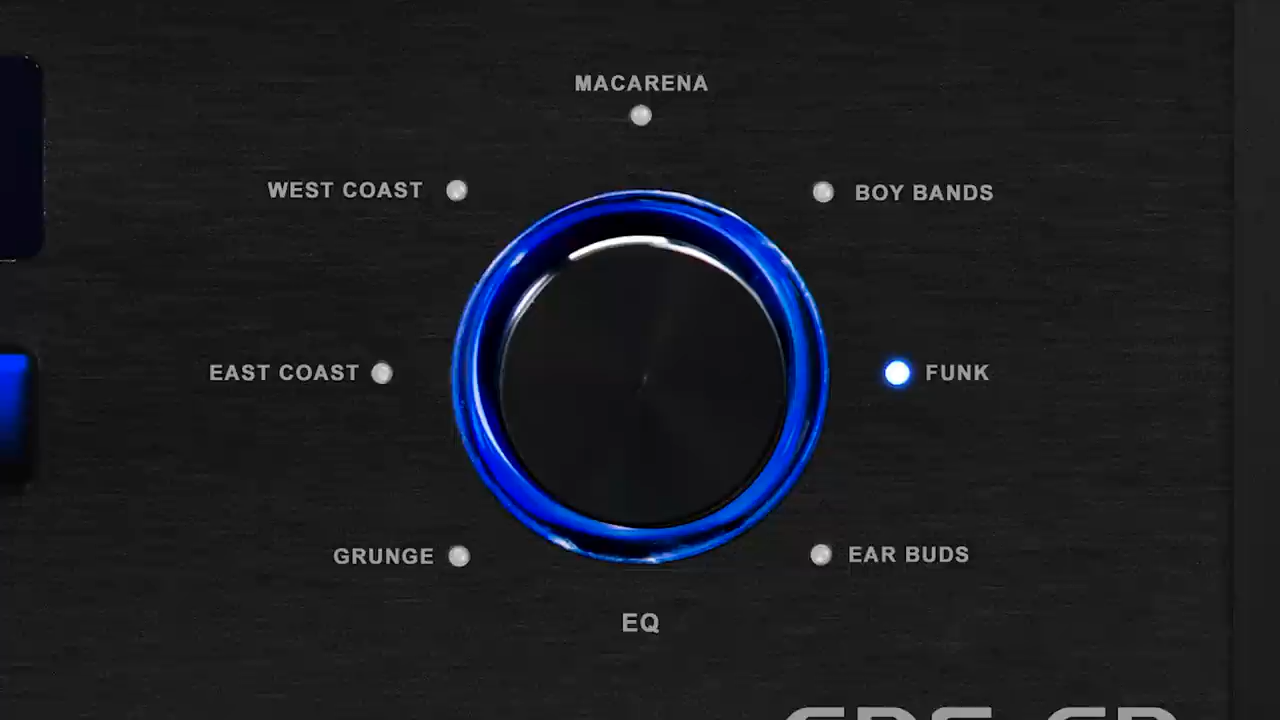 MACARENA
WEST COAST
BOY BANDS
EAST COAST
FUNK
GRUNGE
EAR BUDS
EQ